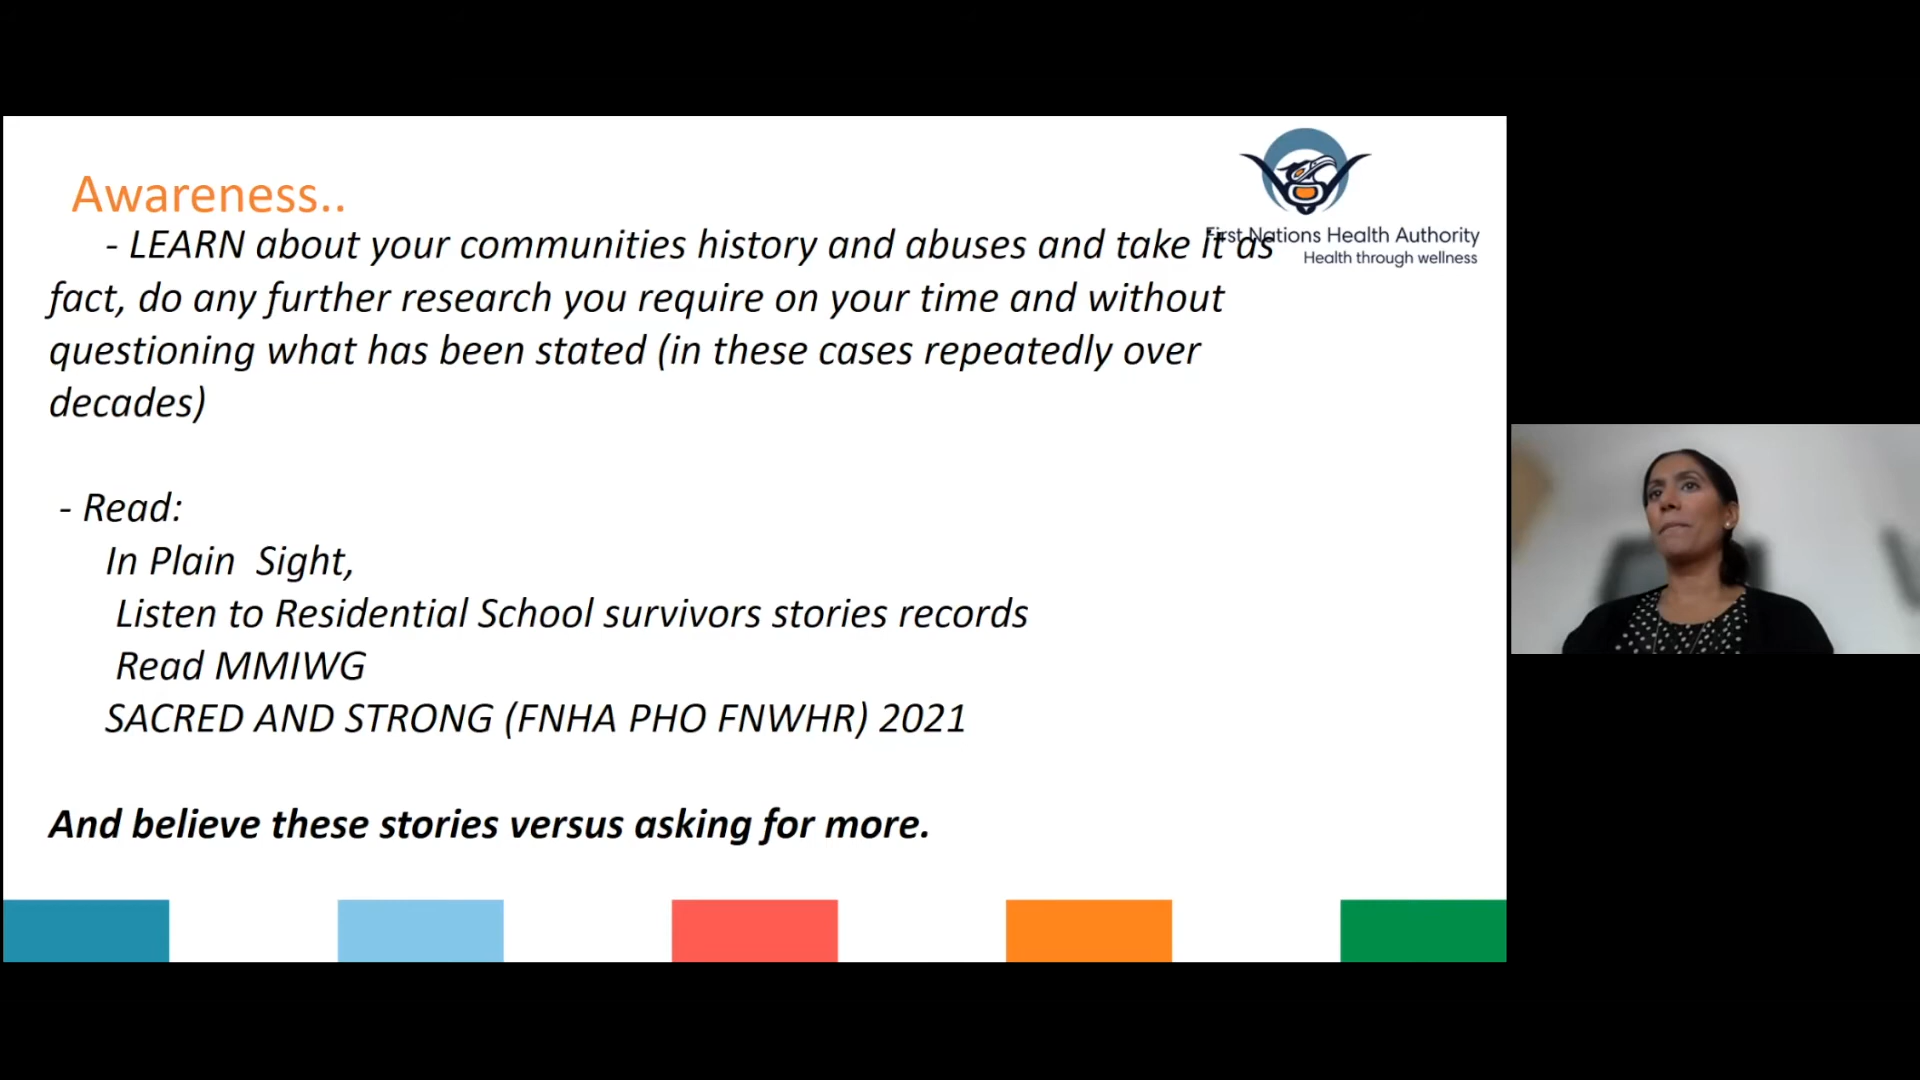 Awareness..
- LEARN about your communities history and abuses and take it as
fact, do any further research you require on your time and without
questioning what has been stated (in these cases repeatedly over
decades)
First Nations Health Authority
Health through wellness
- Read:
In Plain  Sight,
Listen to Residential School survivors stories records
Read MMIWG
SACRED AND STRONG (FNHA PHO FNWHR) 2021
And believe these stories versus asking for more.